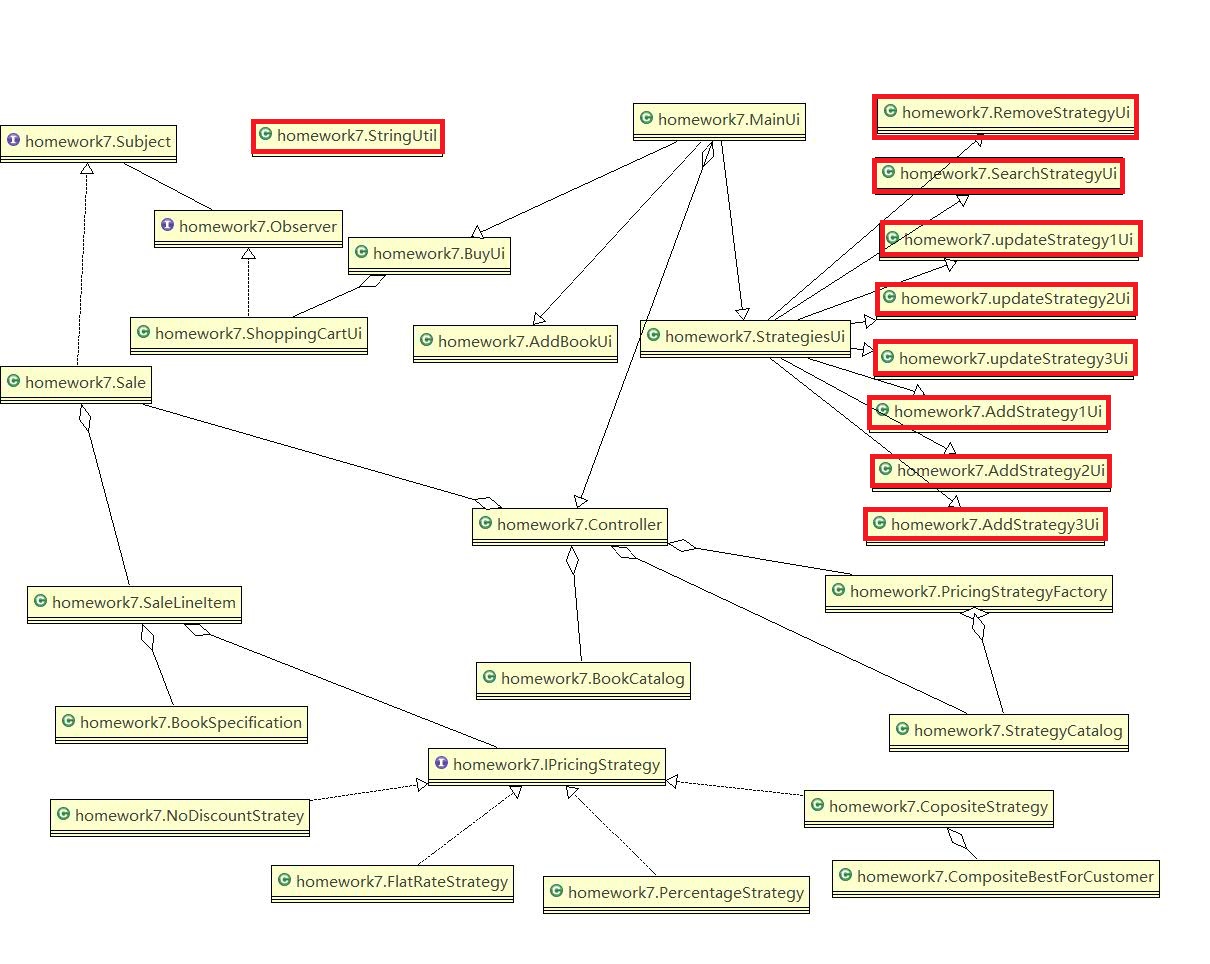 homework7.RemoveStrategyUi
homework7.MainUi
homework7.Subject
homework7.StringUtil
homework7.SearchStrategyUi
homework7.Observer
homework7.updateStrategy1Ui
homework7.BuyUi
homework7.updateStrategy2Ui
homework7.ShoppingCartUi
homework7.AddBookUi
homework7.StrategiesUi
homework7.updateStrategy3Ui
homework7.Sale
homework7.AddStrategy1Ui
homework7.AddStrategy2Ui
homework7.Controller
homework7.AddStrategy3Ui
homework7.SaleLineItem
homework7.PricingStrategyFactory
homework7.BookCatalog
homework7.BookSpecification
homework7.StrategyCatalog
homework7.IPricingStrategy
homework7.NoDiscountStratey
homework7.CopositeStrategy
homework7.FlatRateStrategy
homework7.PercentageStrategy
homework7.CompositeBestForCustomer